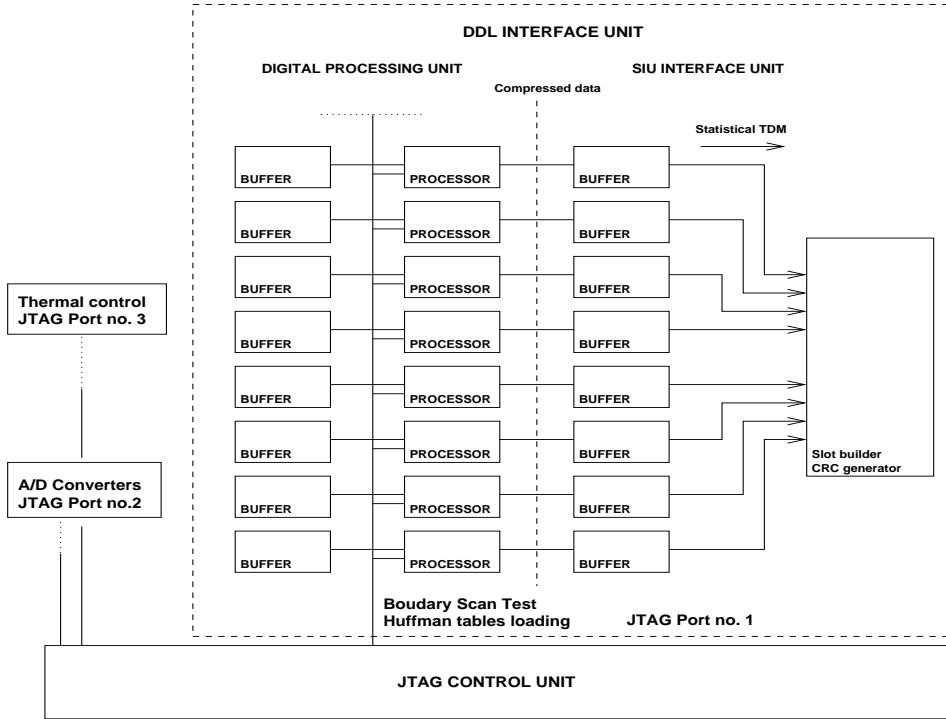 DDL INTERFACE UNIT
DIGITAL PROCESSING UNIT
SIU INTERFACE UNIT
Compressed data
Statistical TDM
BUFFER
PROCESSOR
BUFFER
BUFFER
PROCESSOR
BUFFER
BUFFER
PROCESSOR
BUFFER
BUFFER
PROCESSOR
BUFFER
BUFFER
PROCESSOR
BUFFER
BUFFER
PROCESSOR
BUFFER
BUFFER
PROCESSOR
BUFFER
BUFFER
PROCESSOR
BUFFER
Slot builder
CRC generator
Thermal control
JTAG Port no. 3
A/D Converters
JTAG Port no.2
Boudary Scan Test
Huffman tables loading
JTAG Port no. 1
JTAG CONTROL UNIT